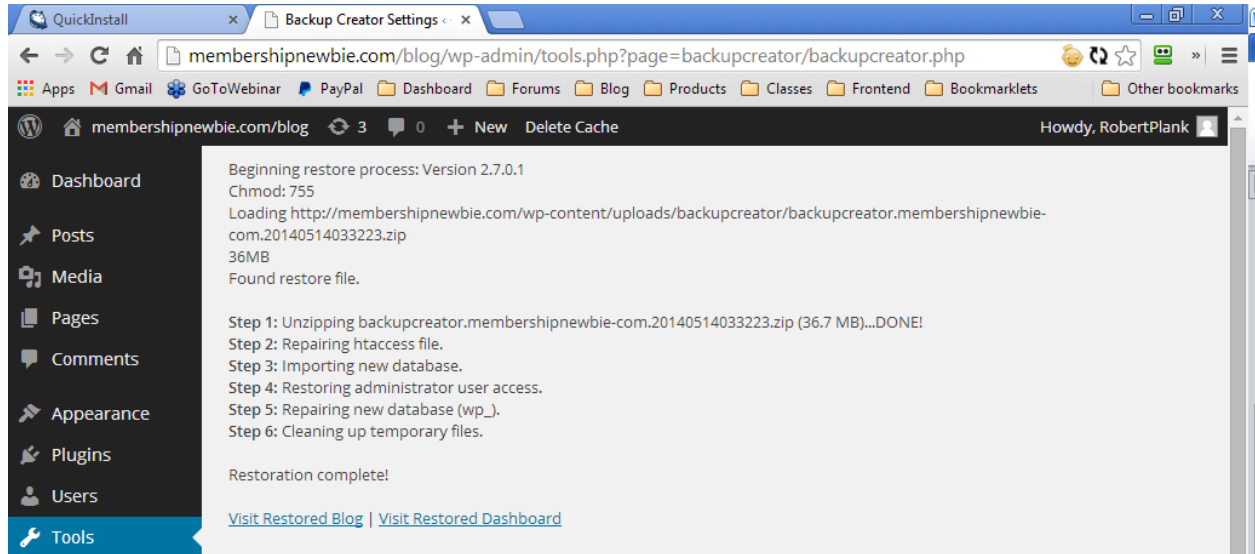 QuickInstall
Backup Creator Settings ‹
membershipnewbie.com/blog/wp-admin/tools.php?page=backupcreator/backupcreator.php
Apps Gmail GoToWebinar PayPal Dashboard Forums Blog Products Classes Frontend Bookmarklets Other bookmarks
membershipnewbie.com/blog 3 0 + New Delete Cache Howdy, RobertPlank
Dashboard
Posts
Media
Pages
Comments
Appearance
Plugins
Users
Tools
Beginning restore process: Version 2.7.0.1
Chmod: 755
Loading http://membershipnewbie.com/wp-content/uploads/backupcreator/backupcreator.membershipnewbie-
com.20140514033223.zip
36MB
Found restore file.
Step 1: Unzipping backupcreator.membershipnewbie-com.20140514033223.zip (36.7 MB)...DONE!
Step 2: Repairing htaccess file.
Step 3: Importing new database.
Step 4: Restoring administrator user access.
Step 5: Repairing new database (wp_).
Step 6: Cleaning up temporary files.
Restoration complete!
Visit Restored Blog | Visit Restored Dashboard